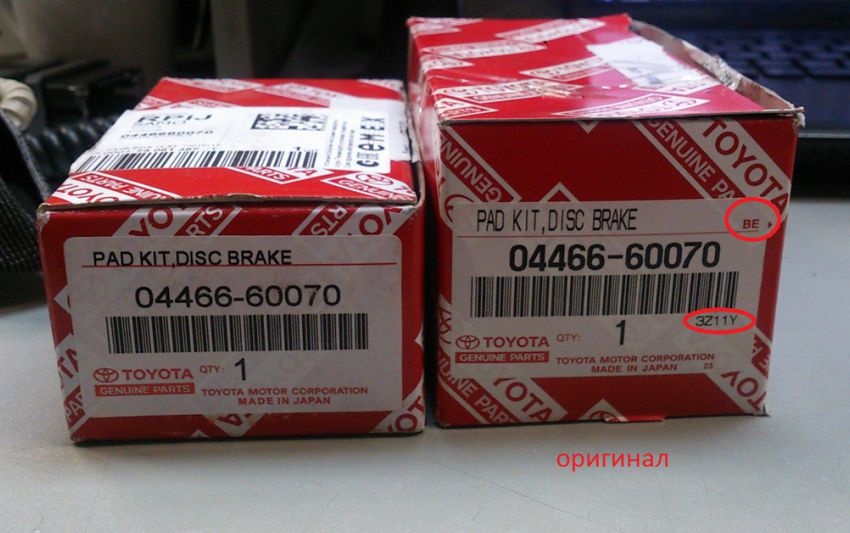 0446660070
emex
PAD KIT,DISC BRAKE
04466-60070
TOYOTA
GENUINE PARTS
QTY: 1
TOYOTA MOTOR CORPORATION
MADE IN JAPAN
TOYOTA
GENUINE PARTS
PAD KIT,DISC BRAKE
BE
04466-60070
3Z11Y
TOYOTA
GENUINE PARTS
QTY: 1
TOYOTA MOTOR CORPORATION
MADE IN JAPAN
23
оригинал